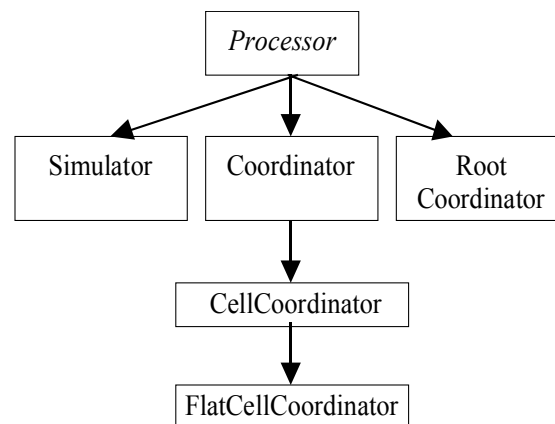 Processor
Simulator
Coordinator
Root
Coordinator
CellCoordinator
FlatCellCoordinator